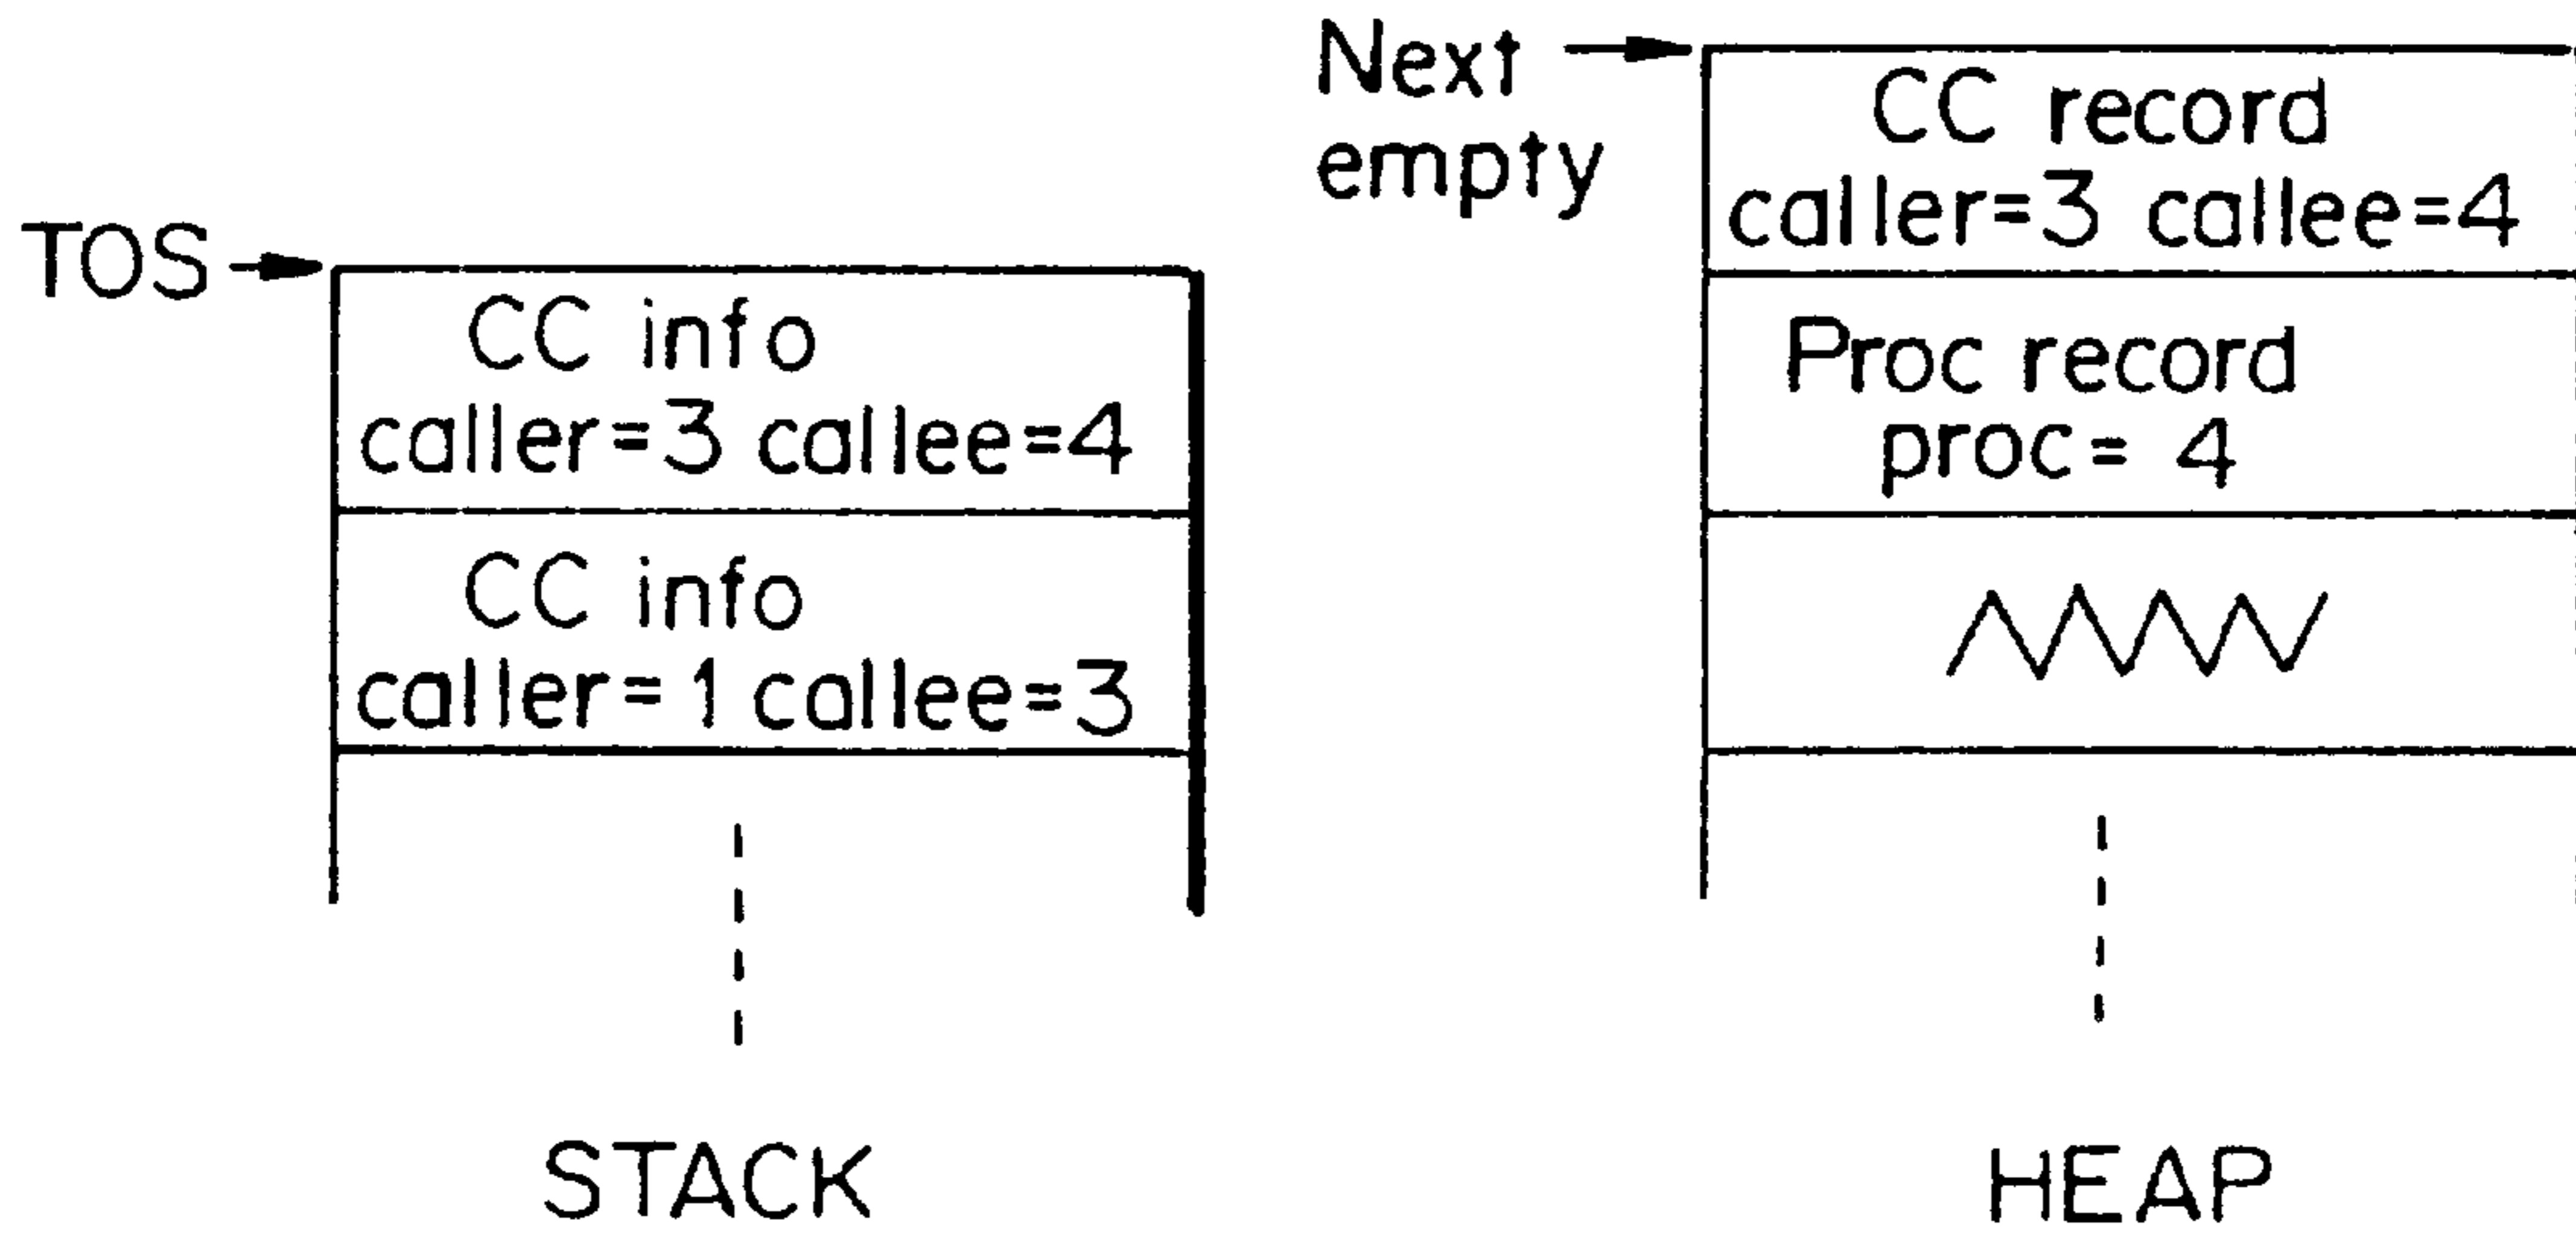 TOS
CC info
caller=3 callee=4
CC info
caller=1 callee=3
STACK
Next
empty
CC record
caller=3 callee=4
Proc record
proc= 4
HEAP